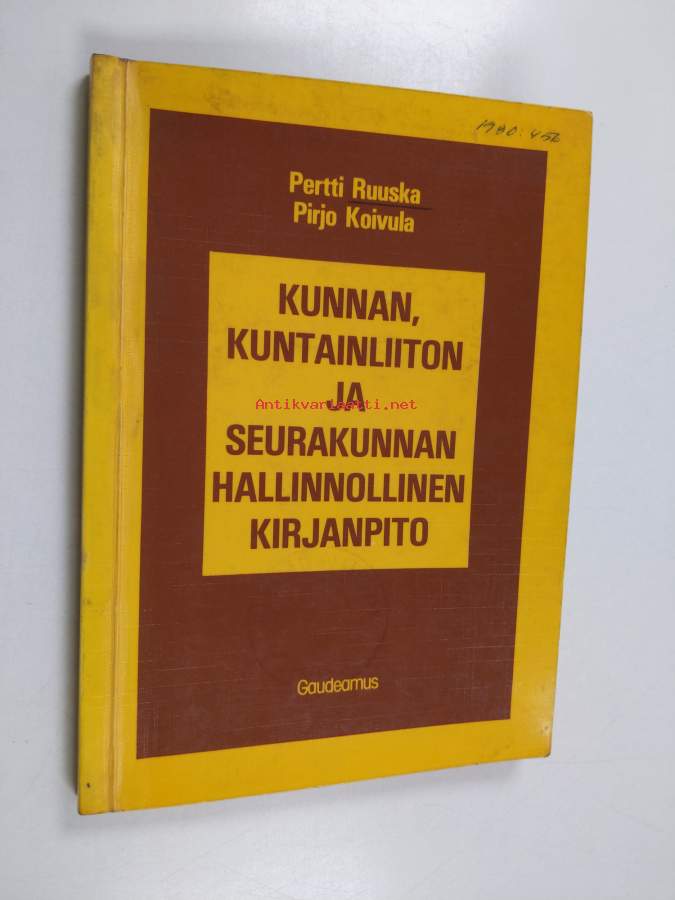 1980: 452
Pertti Ruuska
Pirjo Koivula
KUNNAN,
KUNTAINLIITON
JA
Antikvariaatti.net
SEURAKUNNAN
HALLINNOLLINEN
KIRJANPITO
Gaudeamus